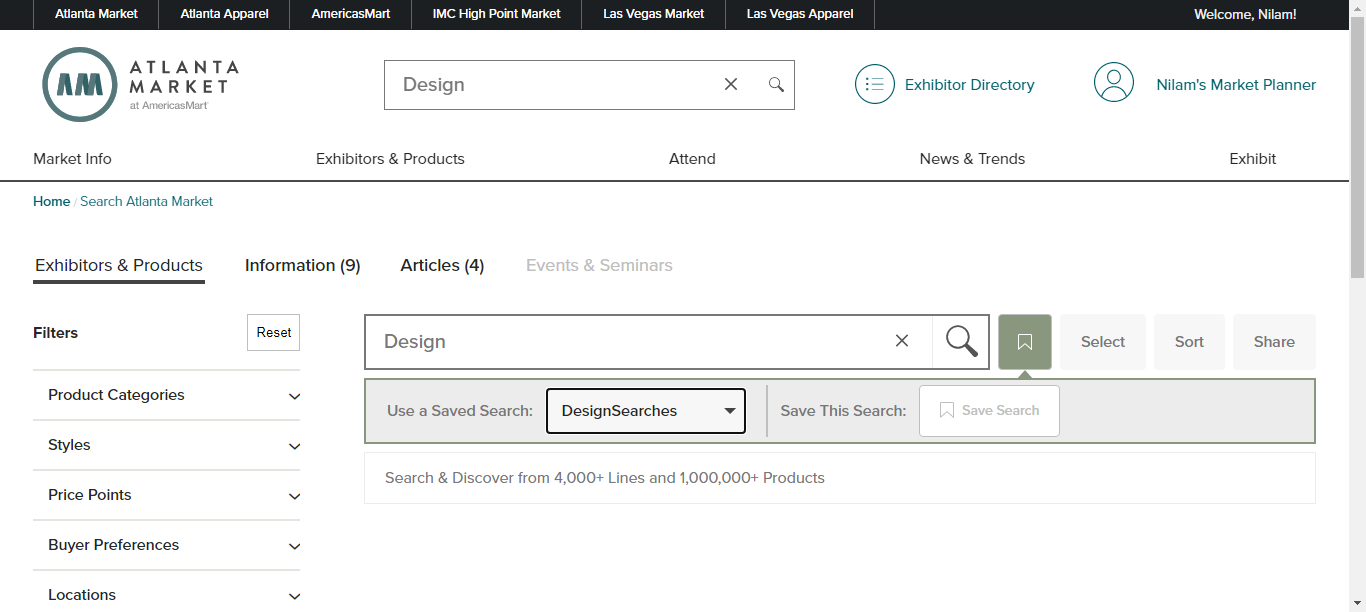 Atlanta Market Atlanta Apparel AmericasMart IMC High Point Market Las Vegas Market Las Vegas Apparel Welcome, Nilam!
AM ATLANTA
MARKET
at AmericasMart
Design
Exhibitor Directory
Nilam's Market Planner
Market Info Exhibitors & Products Attend News & Trends Exhibit
Home / Search Atlanta Market
Exhibitors & Products Information (9) Articles (4) Events & Seminars
Filters Reset
Design Select Sort Share
Product Categories
Use a Saved Search: DesignSearches Save This Search: Save Search
Styles
Search & Discover from 4,000+ Lines and 1,000,000+ Products
Price Points
Buyer Preferences
Locations